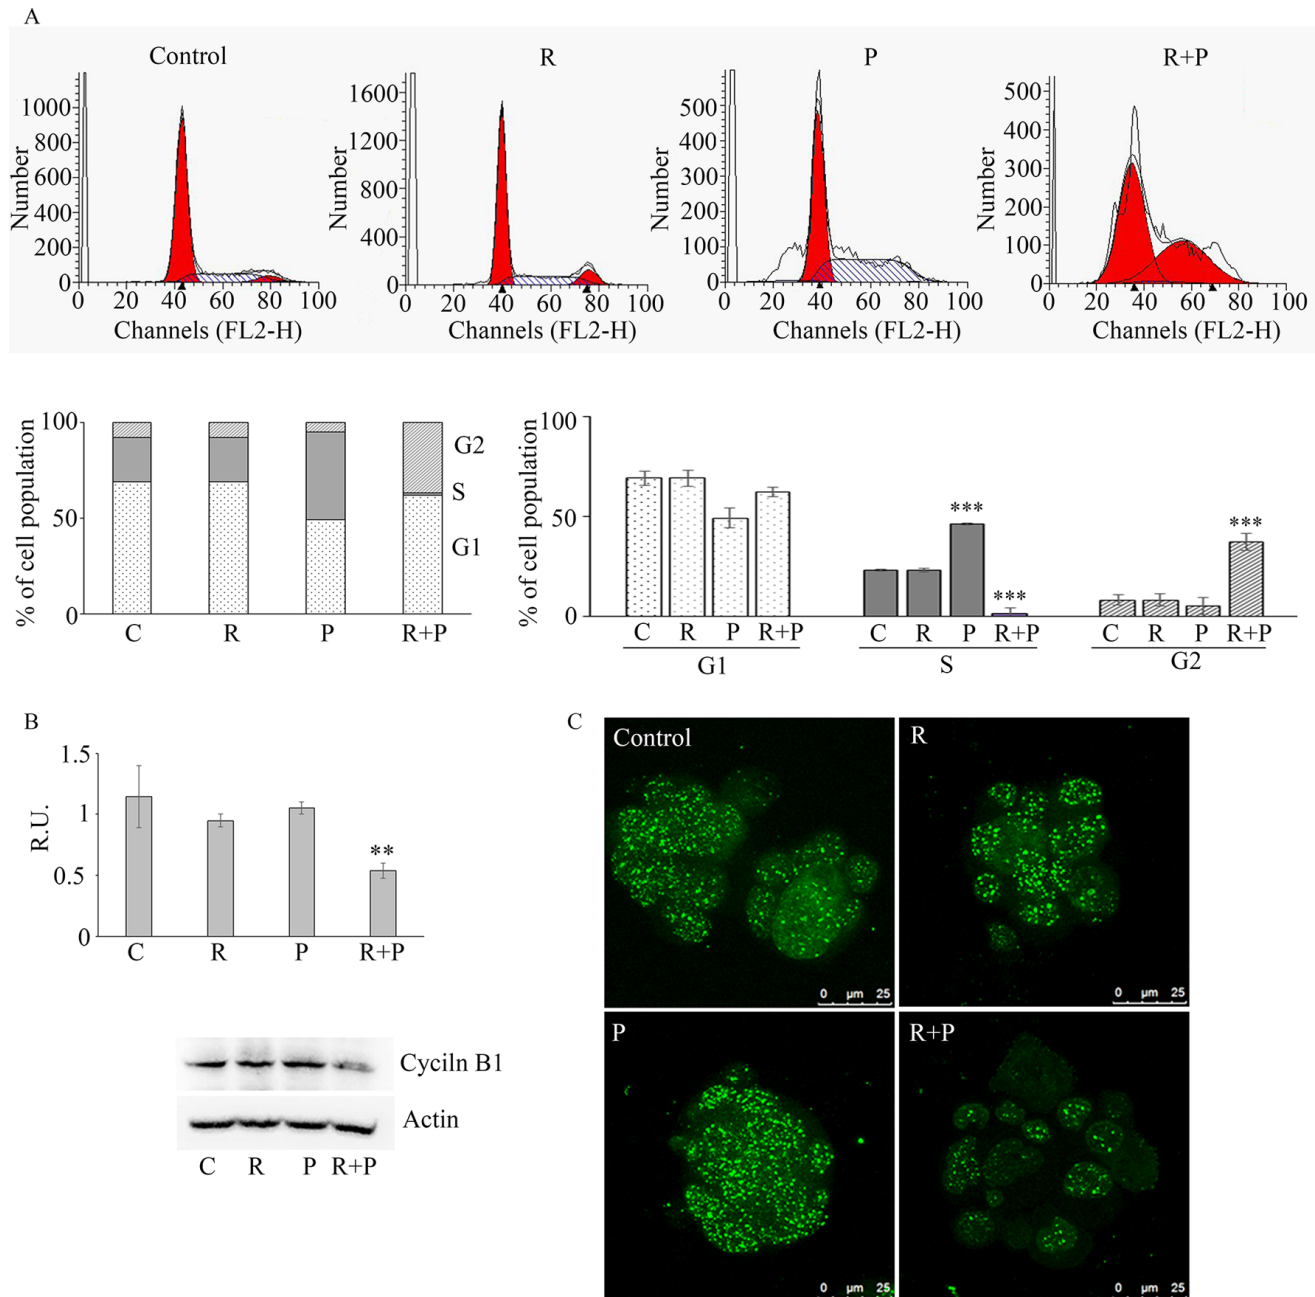 A
Control
R
P
R+P
Number
1000
800
600
400
200
0
0 20 40 60 80 100
Channels (FL2-H)
Number
1600
1200
800
400
0
0 20 40 60 80 100
Channels (FL2-H)
Number
500
400
300
200
100
0
0 20 40 60 80 100
Channels (FL2-H)
Number
500
400
300
200
100
0
20 40 60 80 100
Channels (FL2-H)
% of cell population
100
50
0
G2
S
G1
C R P R+P
% of cell population
100
50
0
***
***
***
C R P R+P
C R P R+P
C R P R+P
G1
S
G2
B
R.U.
1.5
1
0.5
0
**
C R P R+P
Cyciln B1
Actin
C R P R+P
C
Control
0 µm 25
R
0 µm 25
P
0 µm 25
R+P
0 µm 25